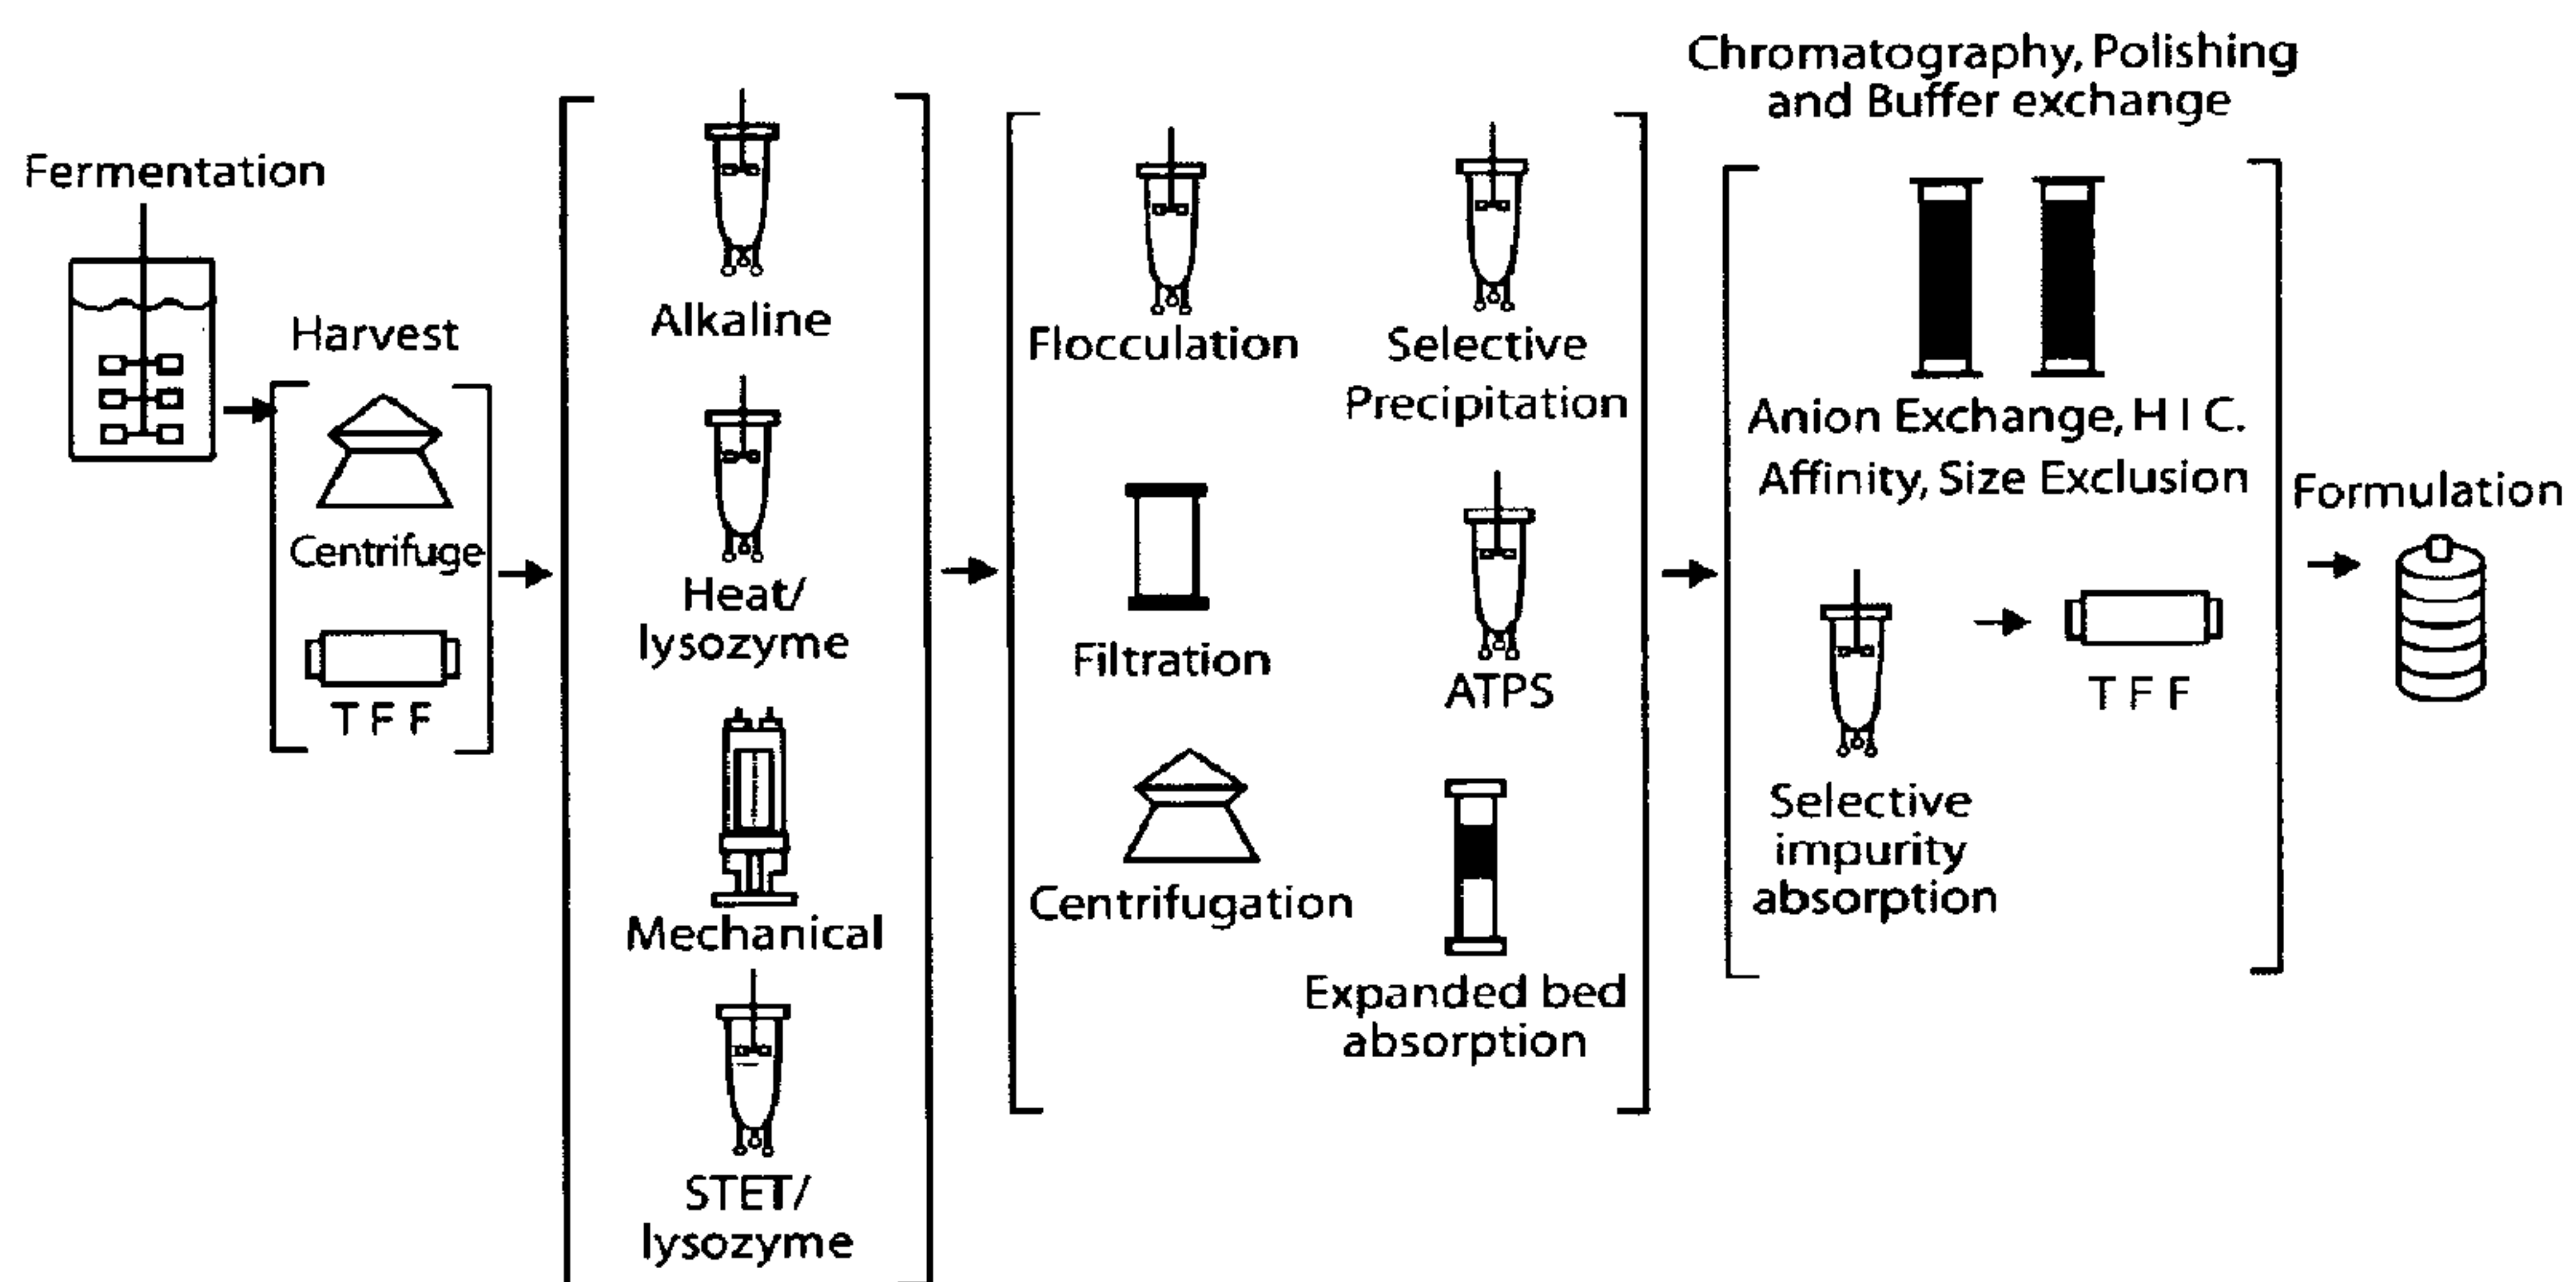 Fermentation
Harvest
Centrifuge
T F F
Alkaline
Heat/
lysozyme
Mechanical
STET/
lysozyme
Flocculation
Filtration
Centrifugation
Selective
Precipitation
ATPS
Expanded bed
absorption
Chromatography, Polishing
and Buffer exchange
Anion Exchange, H I C.
Affinity, Size Exclusion
Selective
impurity
absorption
T F F
Formulation